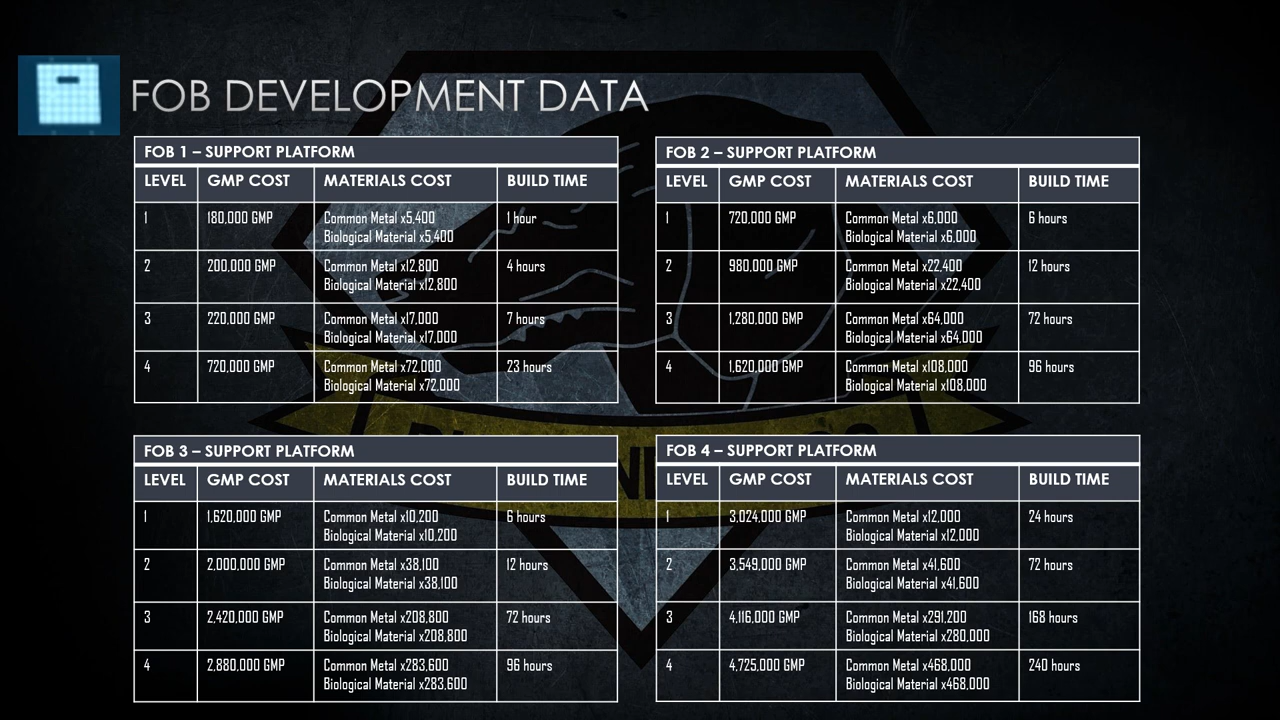 FOB DEVELOPMENT DATA
FOB 1 – SUPPORT PLATFORM
LEVEL GMP COST MATERIALS COST BUILD TIME
1 180,000 GMP Common Metal x5,400 1 hour
Biological Material x5,400
2 200,000 GMP Common Metal x12,800 4 hours
Biological Material x12,800
3 220,000 GMP Common Metal x17,000 7 hours
Biological Material x17,000
4 720,000 GMP Common Metal x72,000 23 hours
Biological Material x72,000
FOB 2 – SUPPORT PLATFORM
LEVEL GMP COST MATERIALS COST BUILD TIME
1 720,000 GMP Common Metal x6,000 6 hours
Biological Material x6,000
2 980,000 GMP Common Metal x22,400 12 hours
Biological Material x22,400
3 1,280,000 GMP Common Metal x64,000 72 hours
Biological Material x64,000
4 1,620,000 GMP Common Metal x108,000 96 hours
Biological Material x108,000
FOB 3 – SUPPORT PLATFORM
LEVEL GMP COST MATERIALS COST BUILD TIME
1 1,620,000 GMP Common Metal x10,200 6 hours
Biological Material x10,200
2 2,000,000 GMP Common Metal x38,100 12 hours
Biological Material x38,100
3 2,420,000 GMP Common Metal x208,800 72 hours
Biological Material x208,800
4 2,880,000 GMP Common Metal x283,600 96 hours
Biological Material x283,600
FOB 4 – SUPPORT PLATFORM
LEVEL GMP COST MATERIALS COST BUILD TIME
1 3,024,000 GMP Common Metal x12,000 24 hours
Biological Material x12,000
2 3,549,000 GMP Common Metal x41,600 72 hours
Biological Material x41,600
3 4,116,000 GMP Common Metal x291,200 168 hours
Biological Material x280,000
4 4,725,000 GMP Common Metal x468,000 240 hours
Biological Material x468,000